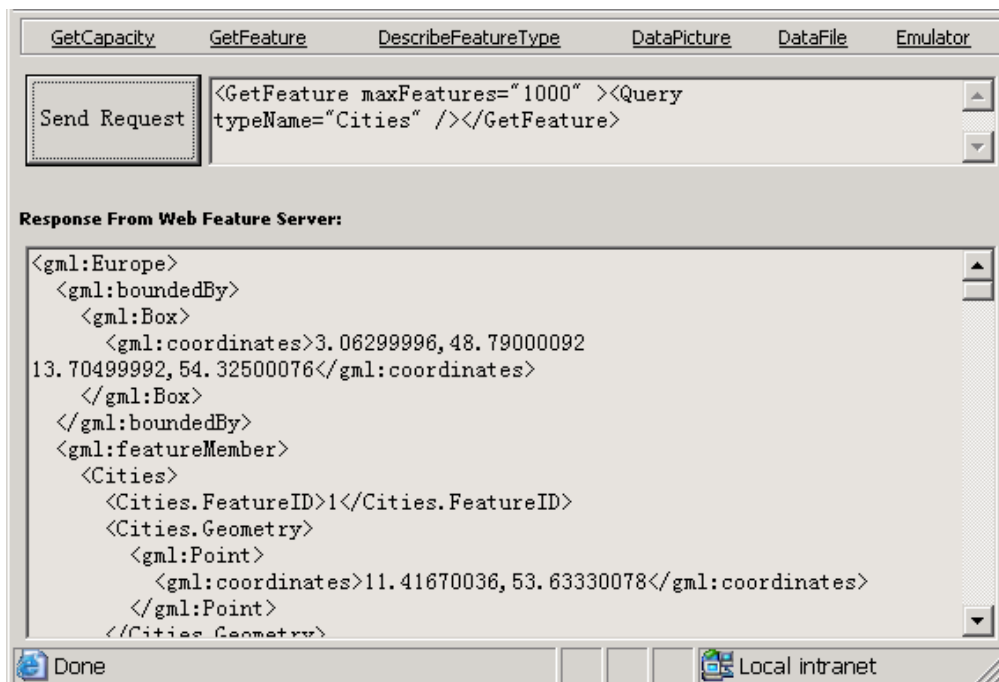 GetCapacity GetFeature DescribeFeatureType DataPicture DataFile Emulator
Send Request
<GetFeature maxFeatures="1000" ><Query
typeName="Cities" /></GetFeature>
Response From Web Feature Server:
<gml:Europe>
<gml:boundedBy>
<gml:Box>
<gml:coordinates>3.06299996,48.79000092
13.70499992,54.32500076</gml:coordinates>
</gml:Box>
</gml:boundedBy>
<gml:featureMember>
<Cities>
<Cities.FeatureID>1</Cities.FeatureID>
<Cities.Geometry>
<gml:Point>
<gml:coordinates>11.41670036,53.63330078</gml:coordinates>
</gml:Point>
</Cities.Geometry>
Done
Local intranet